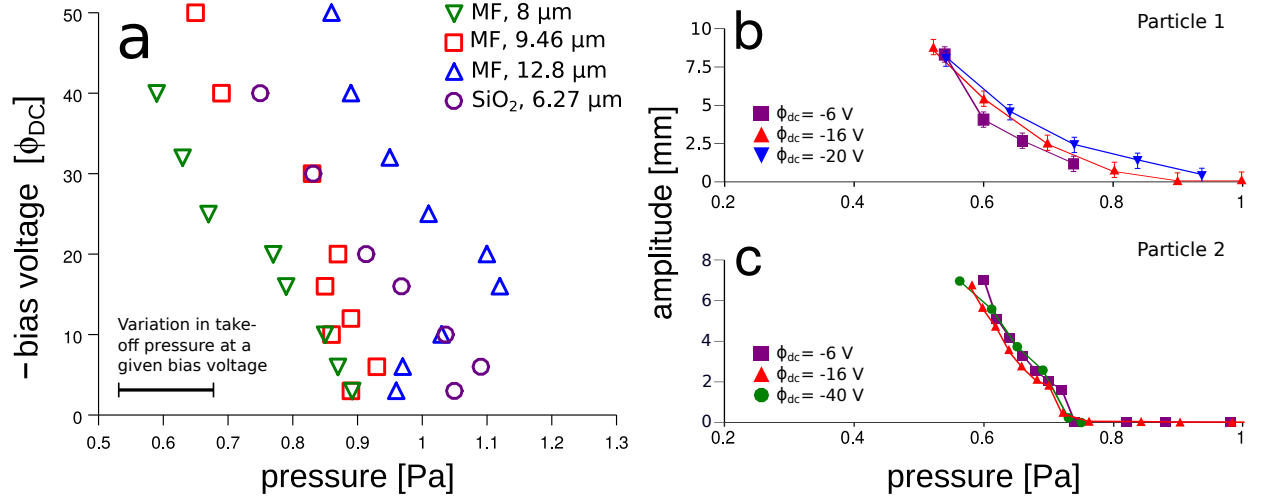 a
− bias voltage [ϕDC]
50
40
30
20
10
0
MF, 8 μm
MF, 9.46 μm
MF, 12.8 μm
SiO₂, 6.27 μm
Variation in take-
off pressure at a
given bias voltage
0.5 0.6 0.7 0.8 0.9 1 1.1 1.2 1.3
pressure [Pa]
b
Particle 1
amplitude [mm]
10
7.5
5
2.5
0
ϕdc= -6 V
ϕdc= -16 V
ϕdc= -20 V
0.2 0.4 0.6 0.8 1
c
Particle 2
8
6
4
2
0
ϕdc= -6 V
ϕdc= -16 V
ϕdc= -40 V
0.2 0.4 0.6 0.8 1
pressure [Pa]